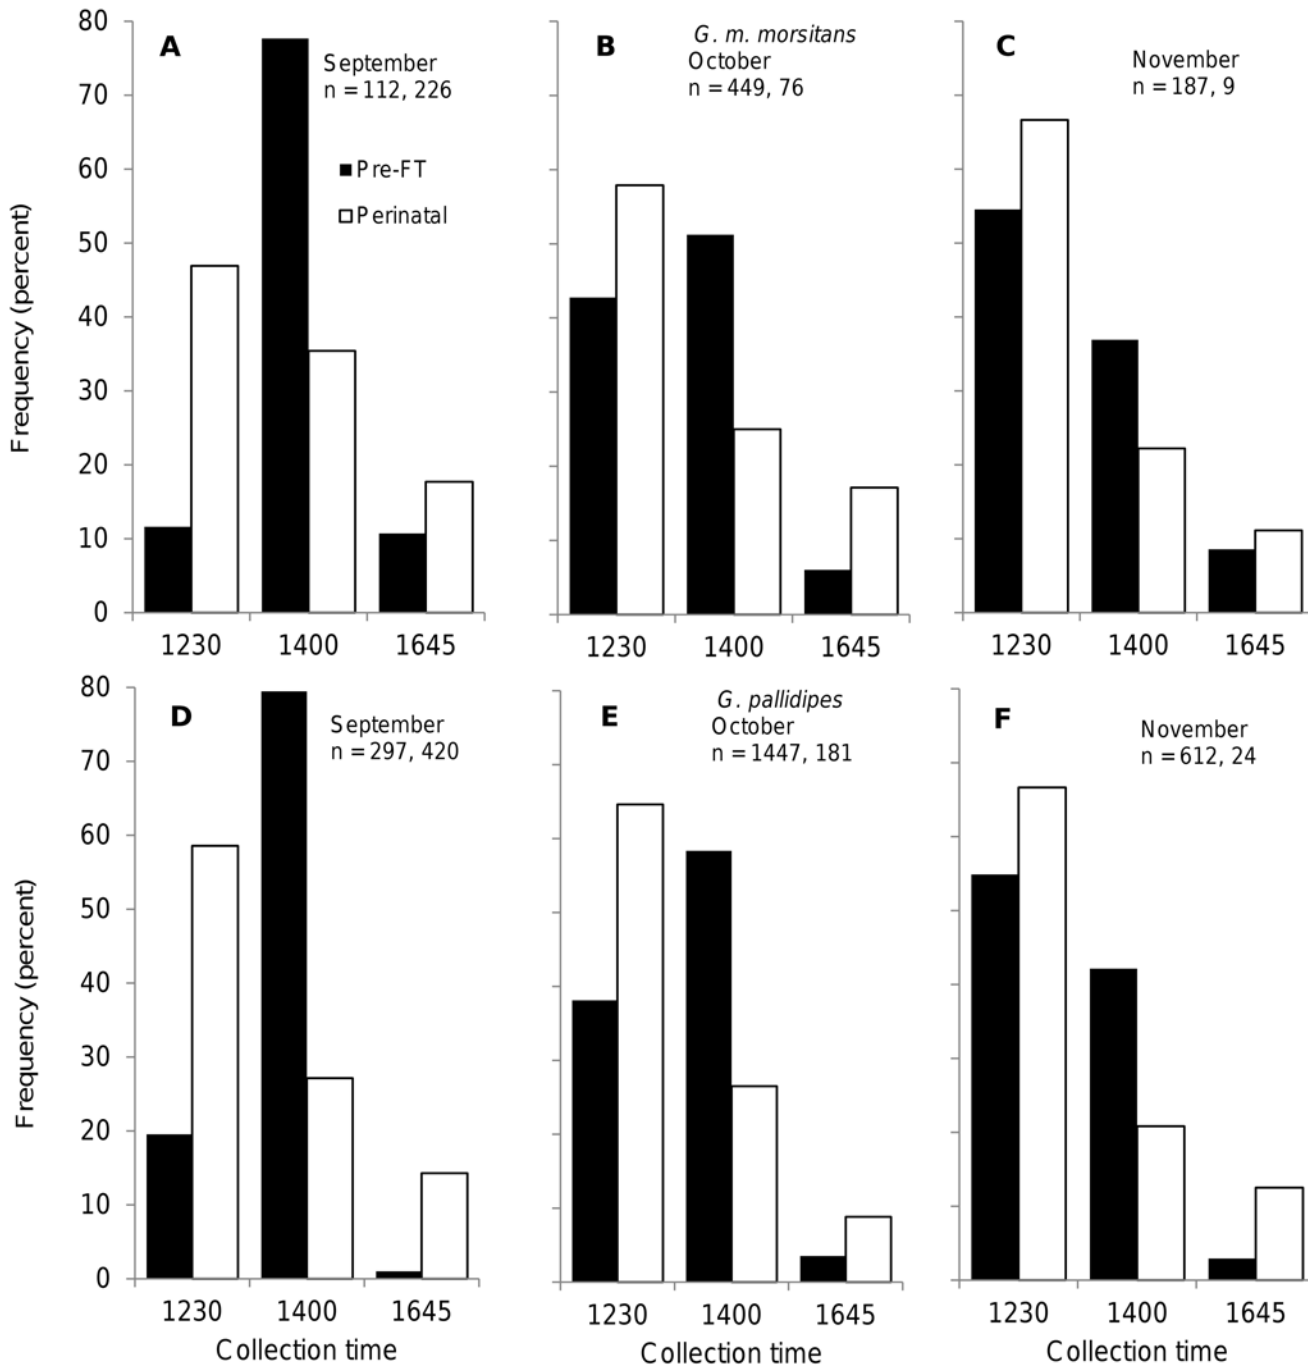 A
September
n = 112, 226
Pre-FT
Perinatal
Frequency (percent)
80
70
60
50
40
30
20
10
0
1230 1400 1645
B
G. m. morsitans
October
n = 449, 76
1230 1400 1645
C
November
n = 187, 9
1230 1400 1645
D
September
n = 297, 420
Frequency (percent)
80
70
60
50
40
30
20
10
0
1230 1400 1645
Collection time
E
G. pallidipes
October
n = 1447, 181
1230 1400 1645
Collection time
F
November
n = 612, 24
1230 1400 1645
Collection time